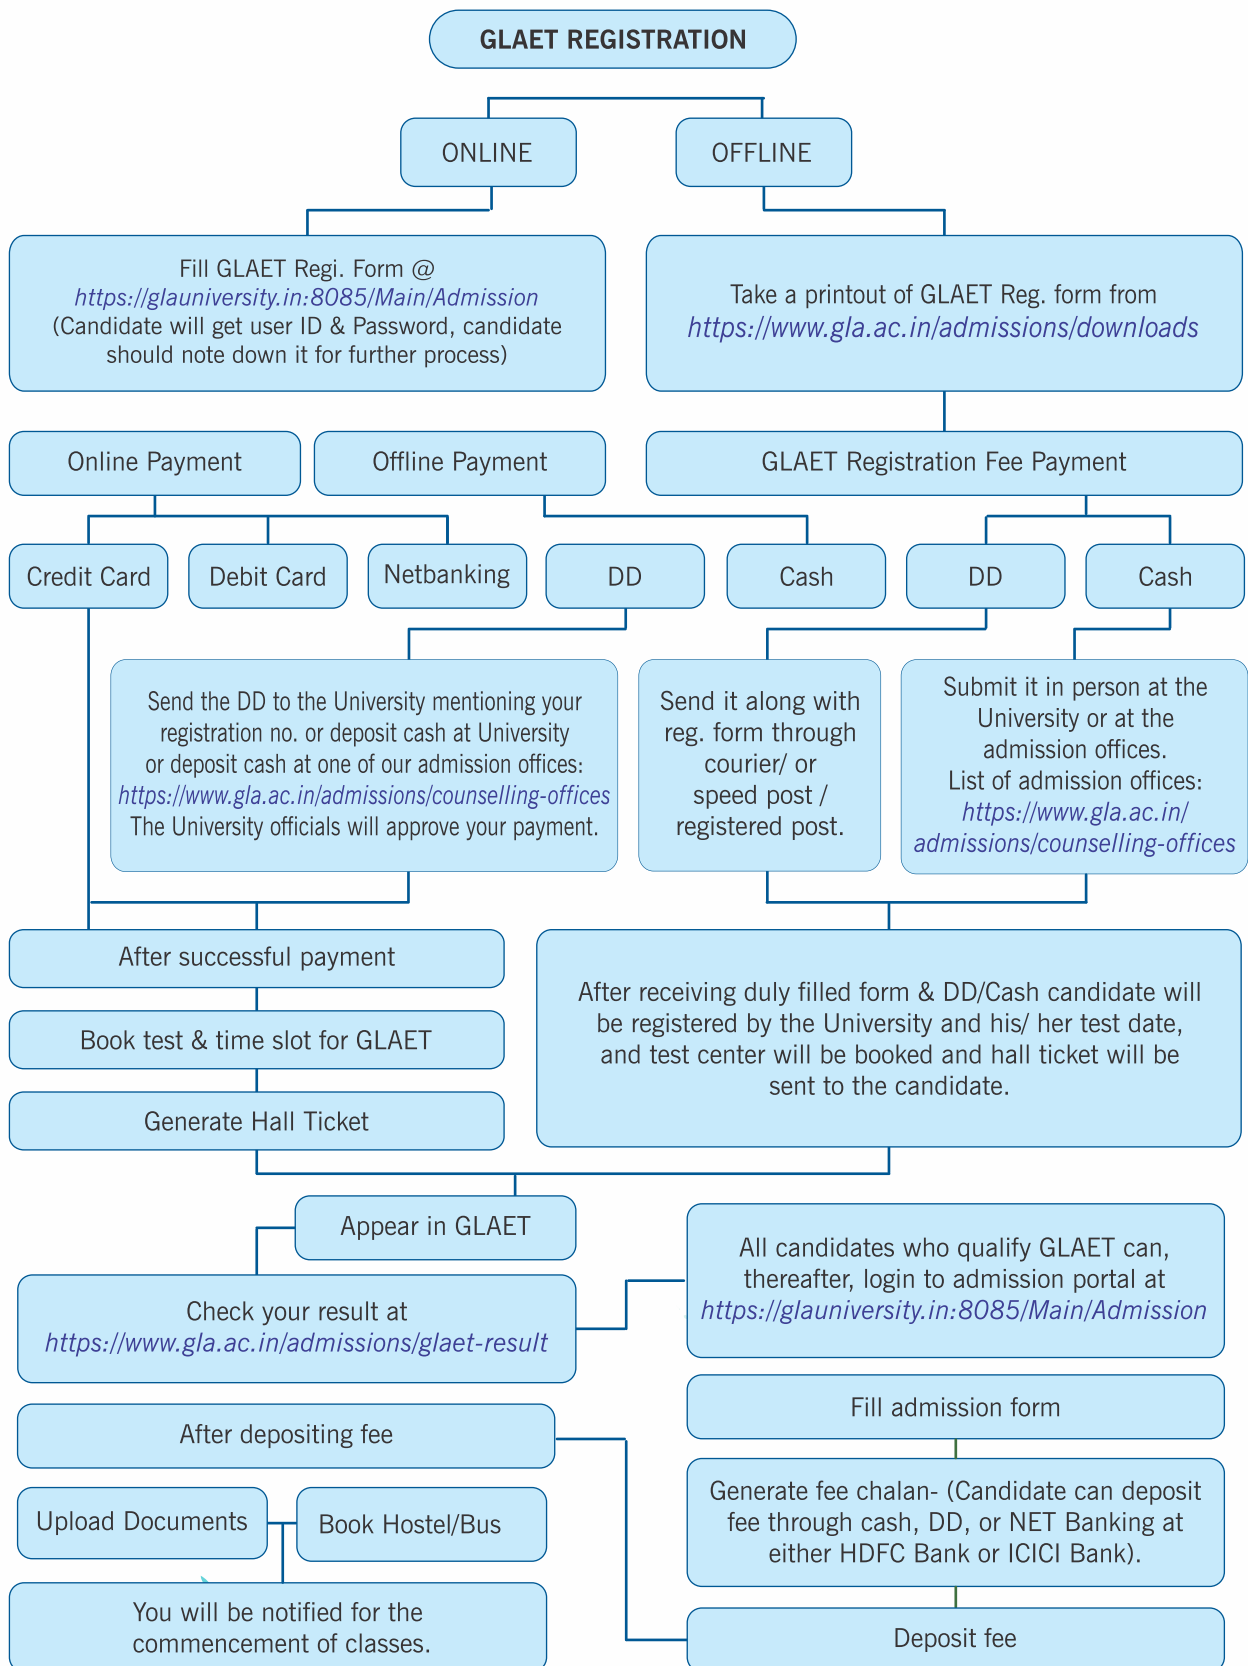 GLAET REGISTRATION
ONLINE
OFFLINE
Fill GLAET Regi. Form @
https://glauniversity.in:8085/Main/Admission
(Candidate will get user ID & Password, candidate
should note down it for further process)
Take a printout of GLAET Reg. form from
https://www.gla.ac.in/admissions/downloads
Online Payment
Offline Payment
GLAET Registration Fee Payment
Credit Card
Debit Card
Netbanking
DD
Cash
DD
Cash
Send the DD to the University mentioning your
registration no. or deposit cash at University
or deposit cash at one of our admission offices:
https://www.gla.ac.in/admissions/counselling-offices
The University officials will approve your payment.
Send it along with
reg. form through
courier/ or
speed post /
registered post.
Submit it in person at the
University or at the
admission offices.
List of admission offices:
https://www.gla.ac.in/
admissions/counselling-offices
After successful payment
Book test & time slot for GLAET
Generate Hall Ticket
After receiving duly filled form & DD/Cash candidate will
be registered by the University and his/ her test date,
and test center will be booked and hall ticket will be
sent to the candidate.
Appear in GLAET
Check your result at
https://www.gla.ac.in/admissions/glaet-result
All candidates who qualify GLAET can,
thereafter, login to admission portal at
https://glauniversity.in:8085/Main/Admission
Fill admission form
Generate fee chalan- (Candidate can deposit
fee through cash, DD, or NET Banking at
either HDFC Bank or ICICI Bank).
Deposit fee
After depositing fee
Upload Documents
Book Hostel/Bus
You will be notified for the
commencement of classes.